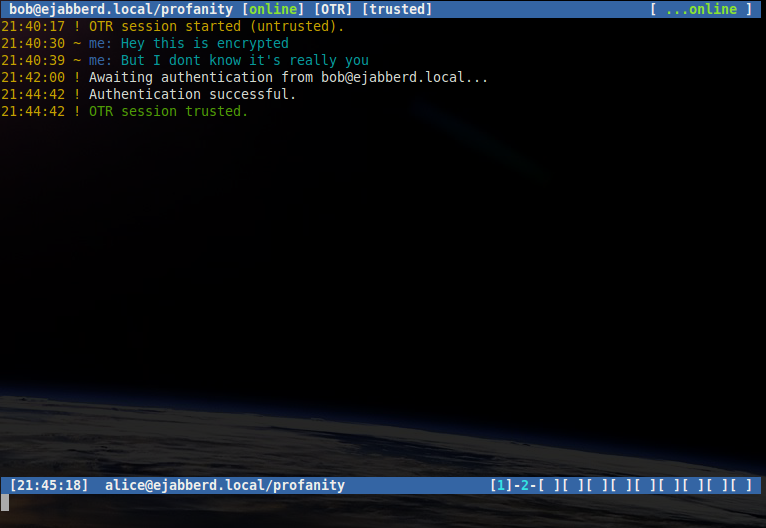 bob@ejabberd.local/profanity [online] [OTR] [trusted] [ ...online ]
21:40:17 ! OTR session started (untrusted).
21:40:30 ~ me: Hey this is encrypted
21:40:39 ~ me: But I dont know it's really you
21:42:00 ! Awaiting authentication from bob@ejabberd.local...
21:44:42 ! Authentication successful.
21:44:42 ! OTR session trusted.
[21:45:18] alice@ejabberd.local/profanity [1]-2-[ ][ ][ ][ ][ ][ ][ ][ ][ ]